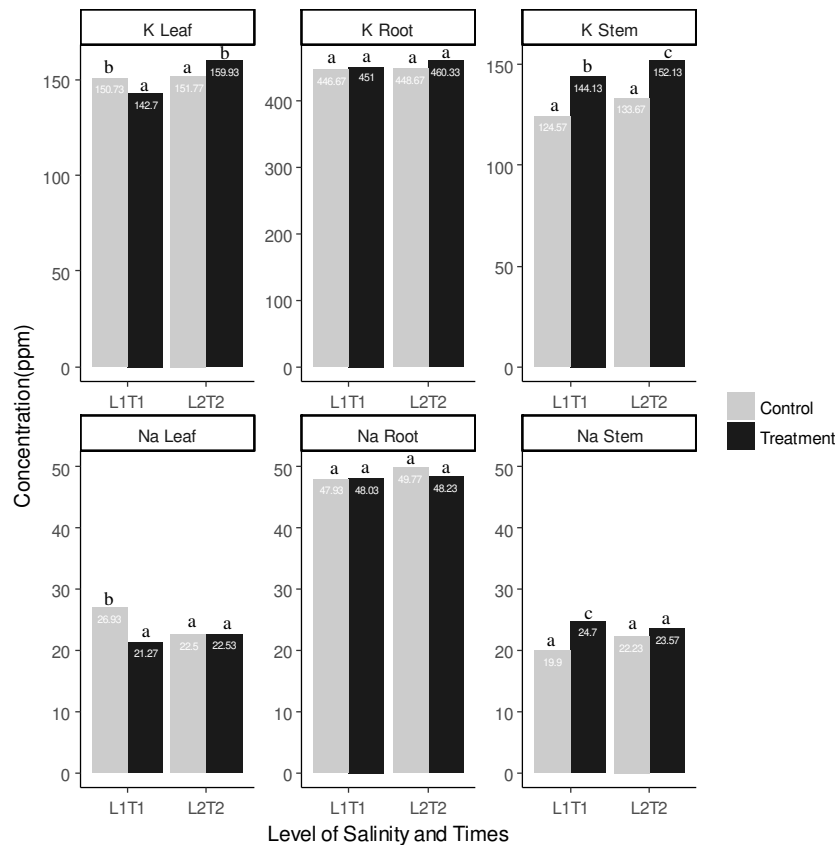 K Leaf
K Root
K Stem
b a a b
a a a a
a b a c
150
100
50
0
150.73 142.7 151.77 159.93
400
300
200
100
0
446.67 451 448.67 460.33
150
100
50
0
124.57 144.13 133.67 152.13
L1T1 L2T2
L1T1 L2T2
L1T1 L2T2
Concentration(ppm)
Control
Treatment
Na Leaf
Na Root
Na Stem
50
40
30
20
10
0
b a a a
26.93 21.27 22.5 22.53
50
40
30
20
10
0
a a a a
47.93 48.03 49.77 48.23
50
40
30
20
10
0
a c a a
19.9 24.7 22.23 23.57
L1T1 L2T2
L1T1 L2T2
L1T1 L2T2
Level of Salinity and Times